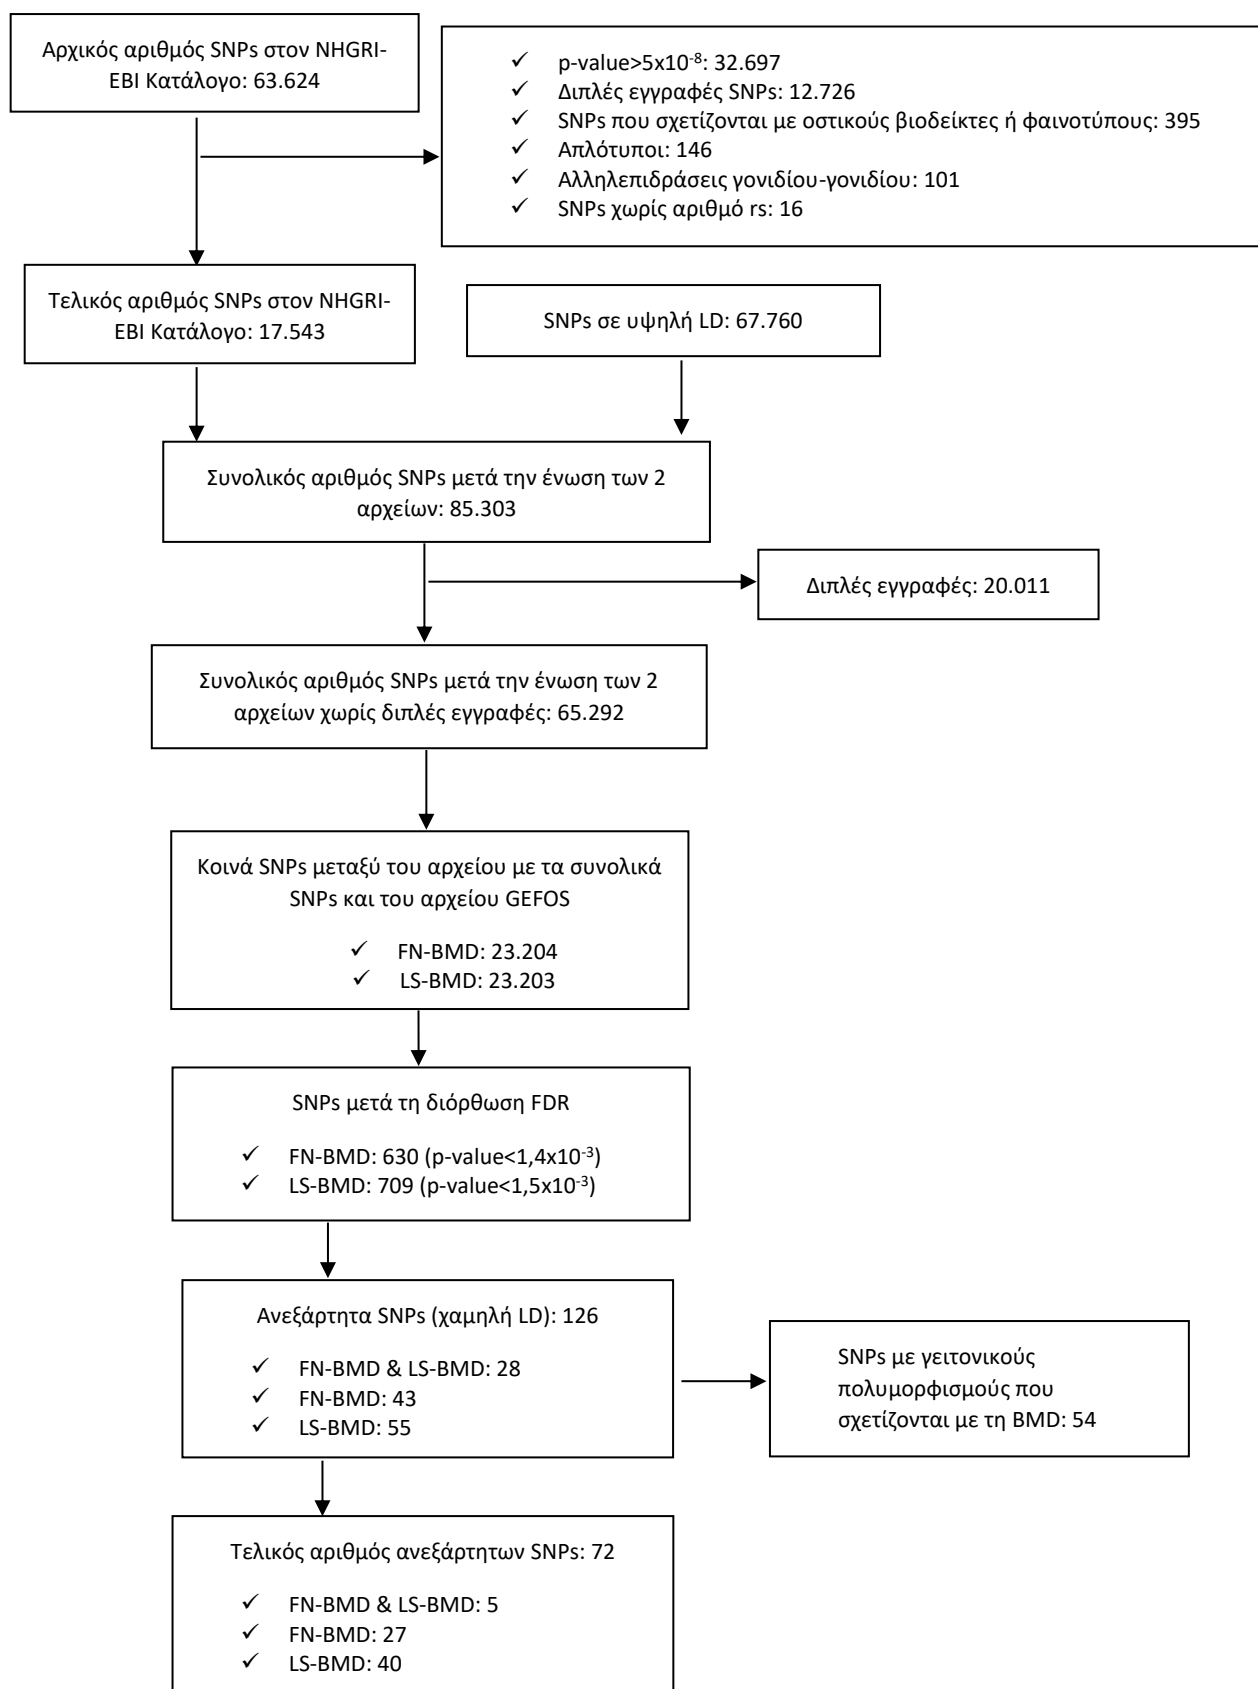 Αρχικός αριθμός SNPs στον NHGRI-
EBI Κατάλογο: 63.624
✓ p-value>5x10⁻⁸: 32.697
✓ Διπλές εγγραφές SNPs: 12.726
✓ SNPs που σχετίζονται με οστικούς βιοδείκτες ή φαινοτύπους: 395
✓ Απλότυποι: 146
✓ Αλληλεπιδράσεις γονιδίου-γονιδίου: 101
✓ SNPs χωρίς αριθμό rs: 16
Τελικός αριθμός SNPs στον NHGRI-
EBI Κατάλογο: 17.543
SNPs σε υψηλή LD: 67.760
Συνολικός αριθμός SNPs μετά την ένωση των 2
αρχείων: 85.303
Διπλές εγγραφές: 20.011
Συνολικός αριθμός SNPs μετά την ένωση των 2
αρχείων χωρίς διπλές εγγραφές: 65.292
Κοινά SNPs μεταξύ του αρχείου με τα συνολικά
SNPs και του αρχείου GEFOS
✓ FN-BMD: 23.204
✓ LS-BMD: 23.203
SNPs μετά τη διόρθωση FDR
✓ FN-BMD: 630 (p-value<1,4x10⁻³)
✓ LS-BMD: 709 (p-value<1,5x10⁻³)
Ανεξάρτητα SNPs (χαμηλή LD): 126
✓ FN-BMD & LS-BMD: 28
✓ FN-BMD: 43
✓ LS-BMD: 55
SNPs με γειτονικούς
πολυμορφισμούς που
σχετίζονται με τη BMD: 54
Τελικός αριθμός ανεξάρτητων SNPs: 72
✓ FN-BMD & LS-BMD: 5
✓ FN-BMD: 27
✓ LS-BMD: 40